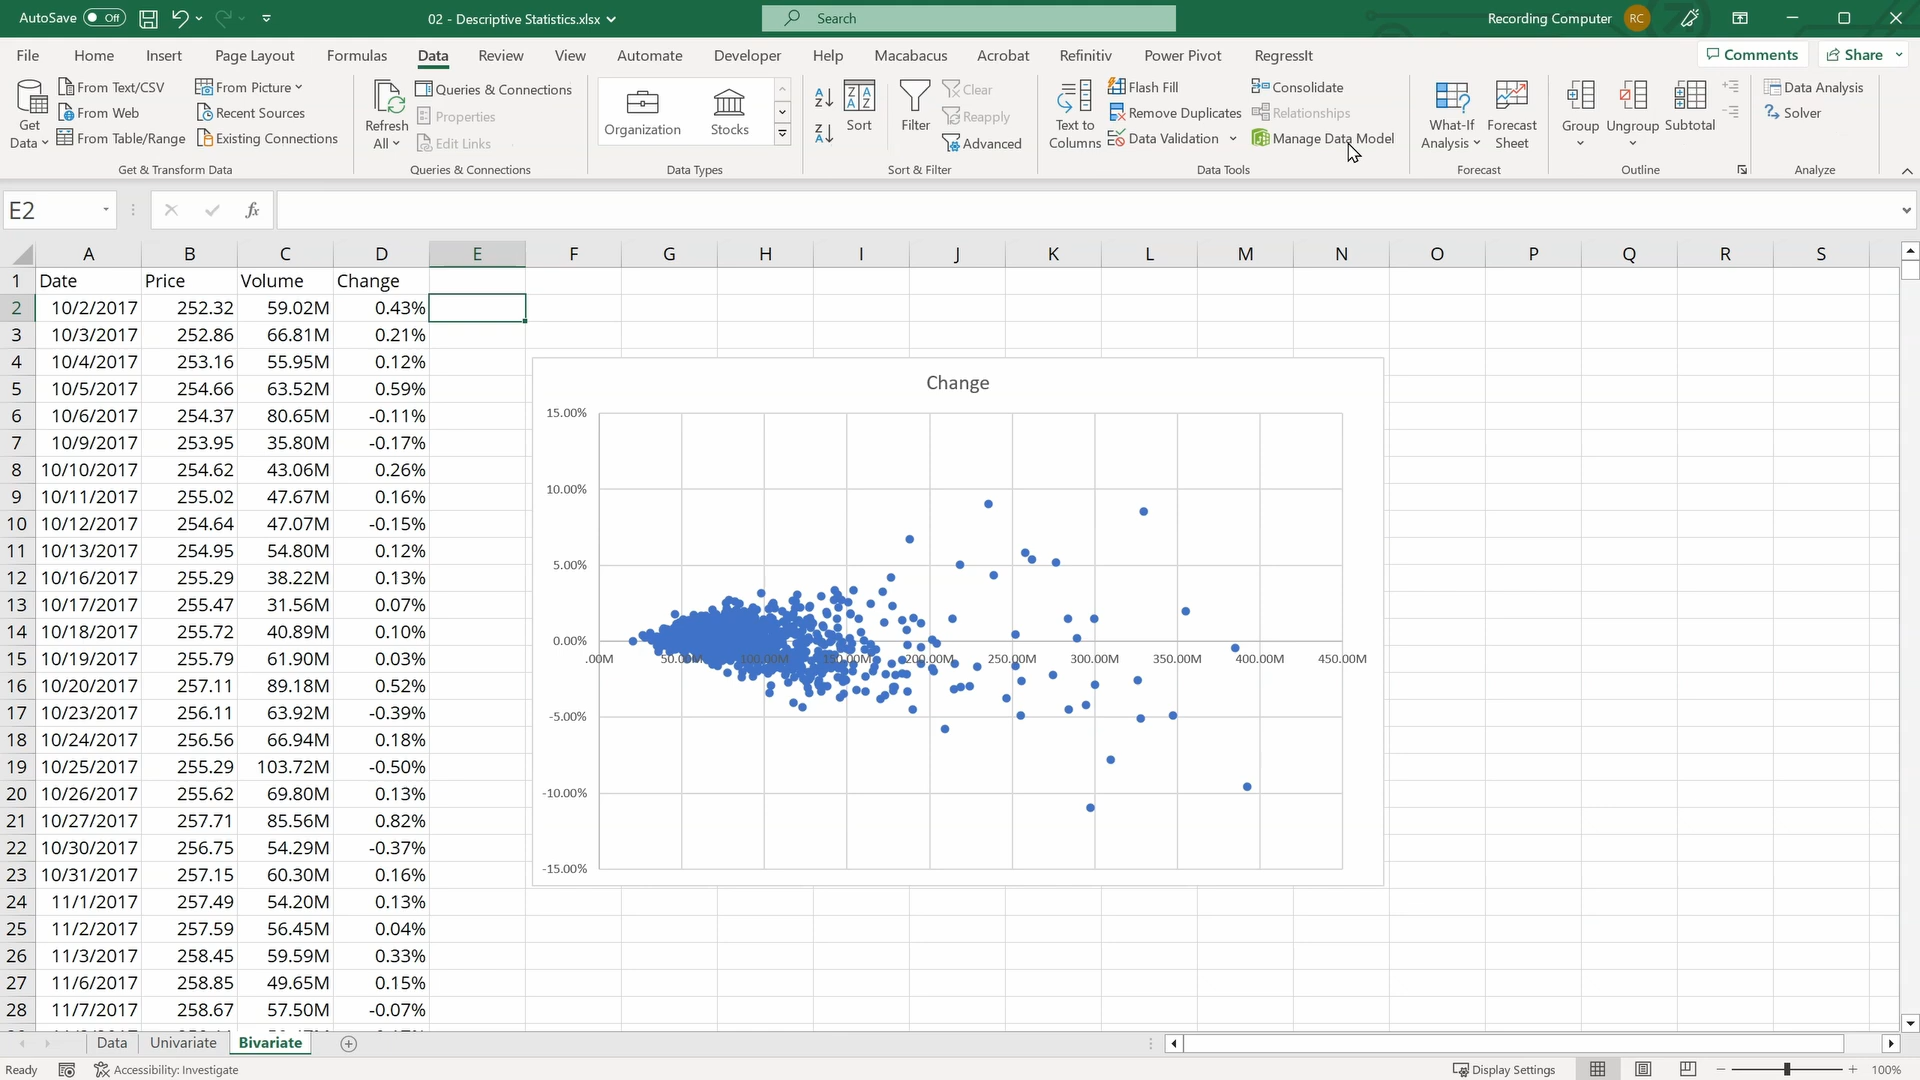 AutoSave Off 02 - Descriptive Statistics.xlsx Search Recording Computer RC
File Home Insert Page Layout Formulas Data Review View Automate Developer Help Macabacus Acrobat Refinitiv Power Pivot RegressIt Comments Share
Get Data
From Text/CSV
From Web
From Table/Range
From Picture
Recent Sources
Existing Connections
Get & Transform Data
Refresh All
Queries & Connections
Properties
Edit Links
Queries & Connections
Organization Stocks
Data Types
Sort
Filter
Clear
Reapply
Advanced
Sort & Filter
Text to Columns
Flash Fill
Remove Duplicates
Data Validation
Consolidate
Relationships
Manage Data Model
Data Tools
What-If Analysis
Forecast Sheet
Forecast
Group Ungroup Subtotal
Outline
Data Analysis
Solver
Analyze
E2 fx
A B C D E F G H I J K L M N O P Q R S
1 Date Price Volume Change
2 10/2/2017 252.32 59.02M 0.43%
3 10/3/2017 252.86 66.81M 0.21%
4 10/4/2017 253.16 55.95M 0.12%
5 10/5/2017 254.66 63.52M 0.59%
6 10/6/2017 254.37 80.65M -0.11%
7 10/9/2017 253.95 35.80M -0.17%
8 10/10/2017 254.62 43.06M 0.26%
9 10/11/2017 255.02 47.67M 0.16%
10 10/12/2017 254.64 47.07M -0.15%
11 10/13/2017 254.95 54.80M 0.12%
12 10/16/2017 255.29 38.22M 0.13%
13 10/17/2017 255.47 31.56M 0.07%
14 10/18/2017 255.72 40.89M 0.10%
15 10/19/2017 255.79 61.90M 0.03%
16 10/20/2017 257.11 89.18M 0.52%
17 10/23/2017 256.11 63.92M -0.39%
18 10/24/2017 256.56 66.94M 0.18%
19 10/25/2017 255.29 103.72M -0.50%
20 10/26/2017 255.62 69.80M 0.13%
21 10/27/2017 257.71 85.56M 0.82%
22 10/30/2017 256.75 54.29M -0.37%
23 10/31/2017 257.15 60.30M 0.16%
24 11/1/2017 257.49 54.20M 0.13%
25 11/2/2017 257.59 56.45M 0.04%
26 11/3/2017 258.45 59.59M 0.33%
27 11/6/2017 258.85 49.65M 0.15%
28 11/7/2017 258.67 57.50M -0.07%
Change
15.00%
10.00%
5.00%
0.00%
.00M 50.00M 100.00M 150.00M 200.00M 250.00M 300.00M 350.00M 400.00M 450.00M
-5.00%
-10.00%
-15.00%
Data Univariate Bivariate
Ready Accessibility: Investigate Display Settings 100%